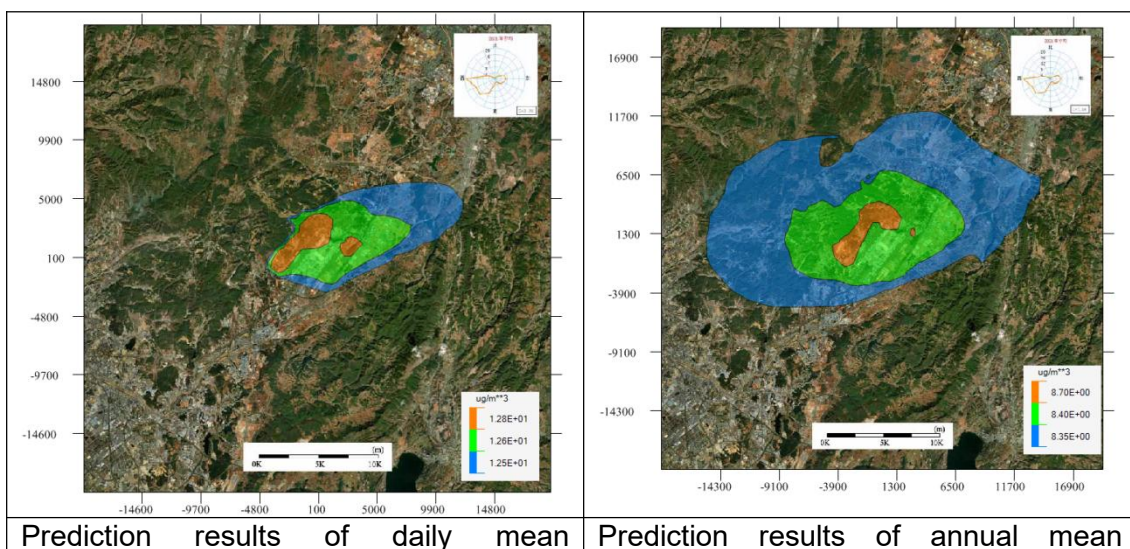 14800
9900
5000
100
-4800
-9700
-14600
-14600 -9700 -4800 100 5000 9900 14800
ug/m**3
1.28E+01
1.26E+01
1.25E+01
(m)
0K 5K 10K
16900
11700
6500
1300
-3900
-9100
-14300
-14300 -9100 -3900 1300 6500 11700 16900
ug/m**3
8.70E+00
8.40E+00
8.35E+00
(m)
0K 5K 10K
Prediction results of daily mean
Prediction results of annual mean